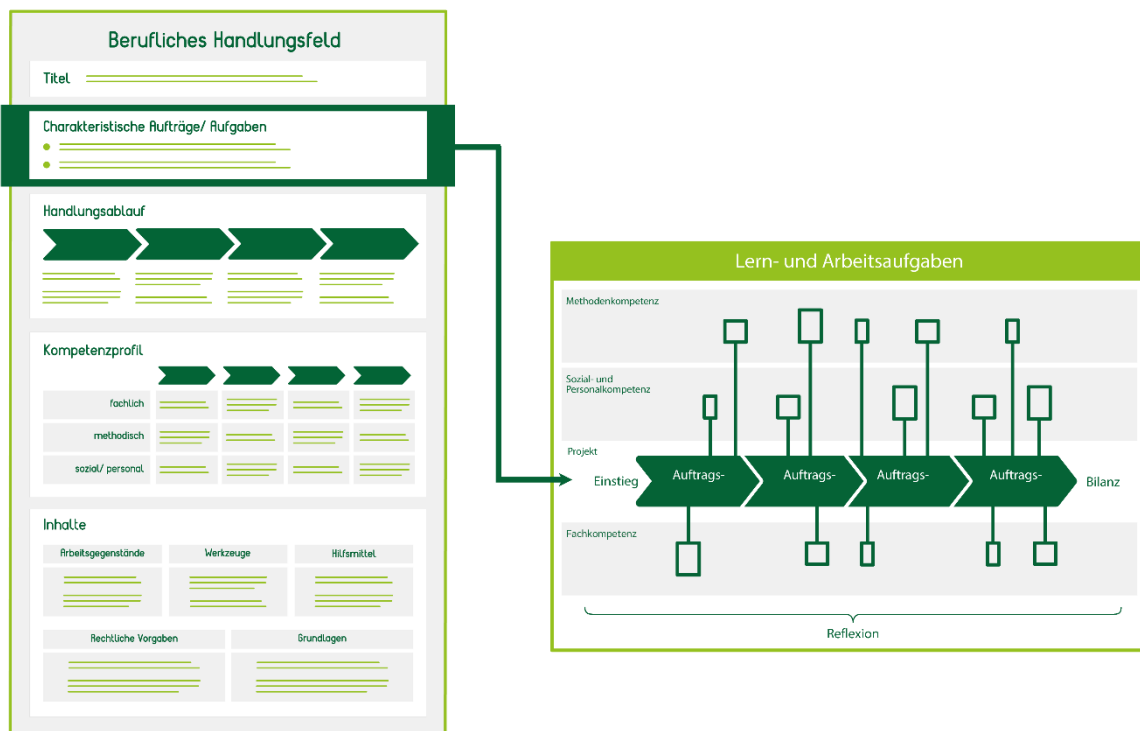 Berufliches Handlungsfeld
Titel
Charakteristische Aufträge/ Aufgaben
Handlungsablauf
Kompetenzprofil
fachlich
methodisch
sozial/ personal
Inhalte
Arbeitsgegenstände
Werkzeuge
Hilfsmittel
Rechtliche Vorgaben
Grundlagen
Lern- und Arbeitsaufgaben
Methodenkompetenz
Sozial- und
Personalkompetenz
Projekt
Einstieg
Auftrags-
Auftrags-
Auftrags-
Auftrags-
Bilanz
Fachkompetenz
Reflexion